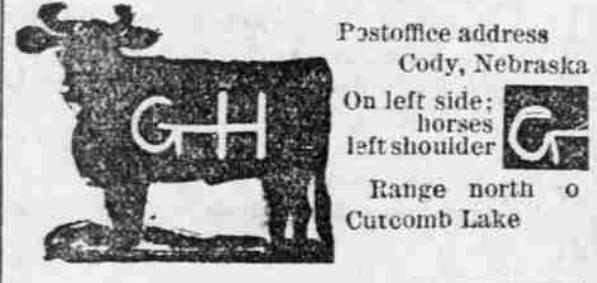 Postoffice address
Cody, Nebraska
On left side;
horses
left shoulder
Range north o
Cutcomb Lake
GH
G